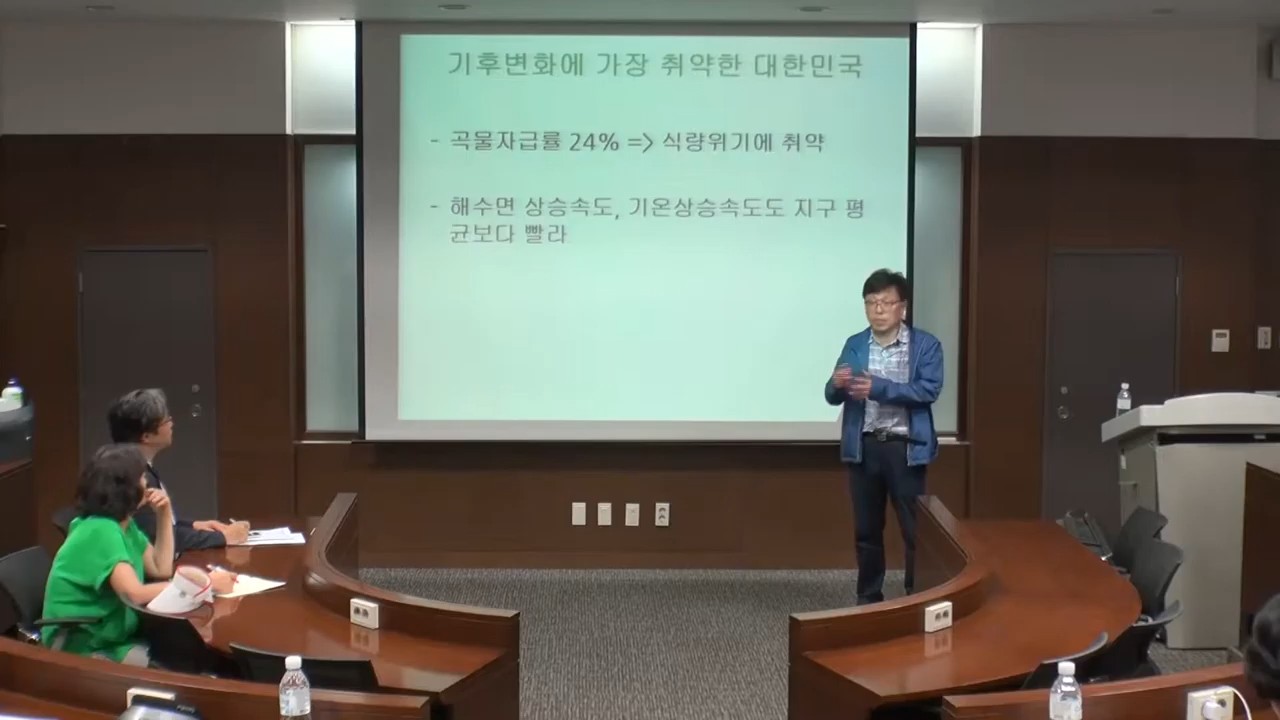 기후변화에 가장 취약한 대한민국
- 곡물자급률 24% => 식량위기에 취약
- 해수면 상승속도, 기온상승속도도 지구 평
균보다 빨라